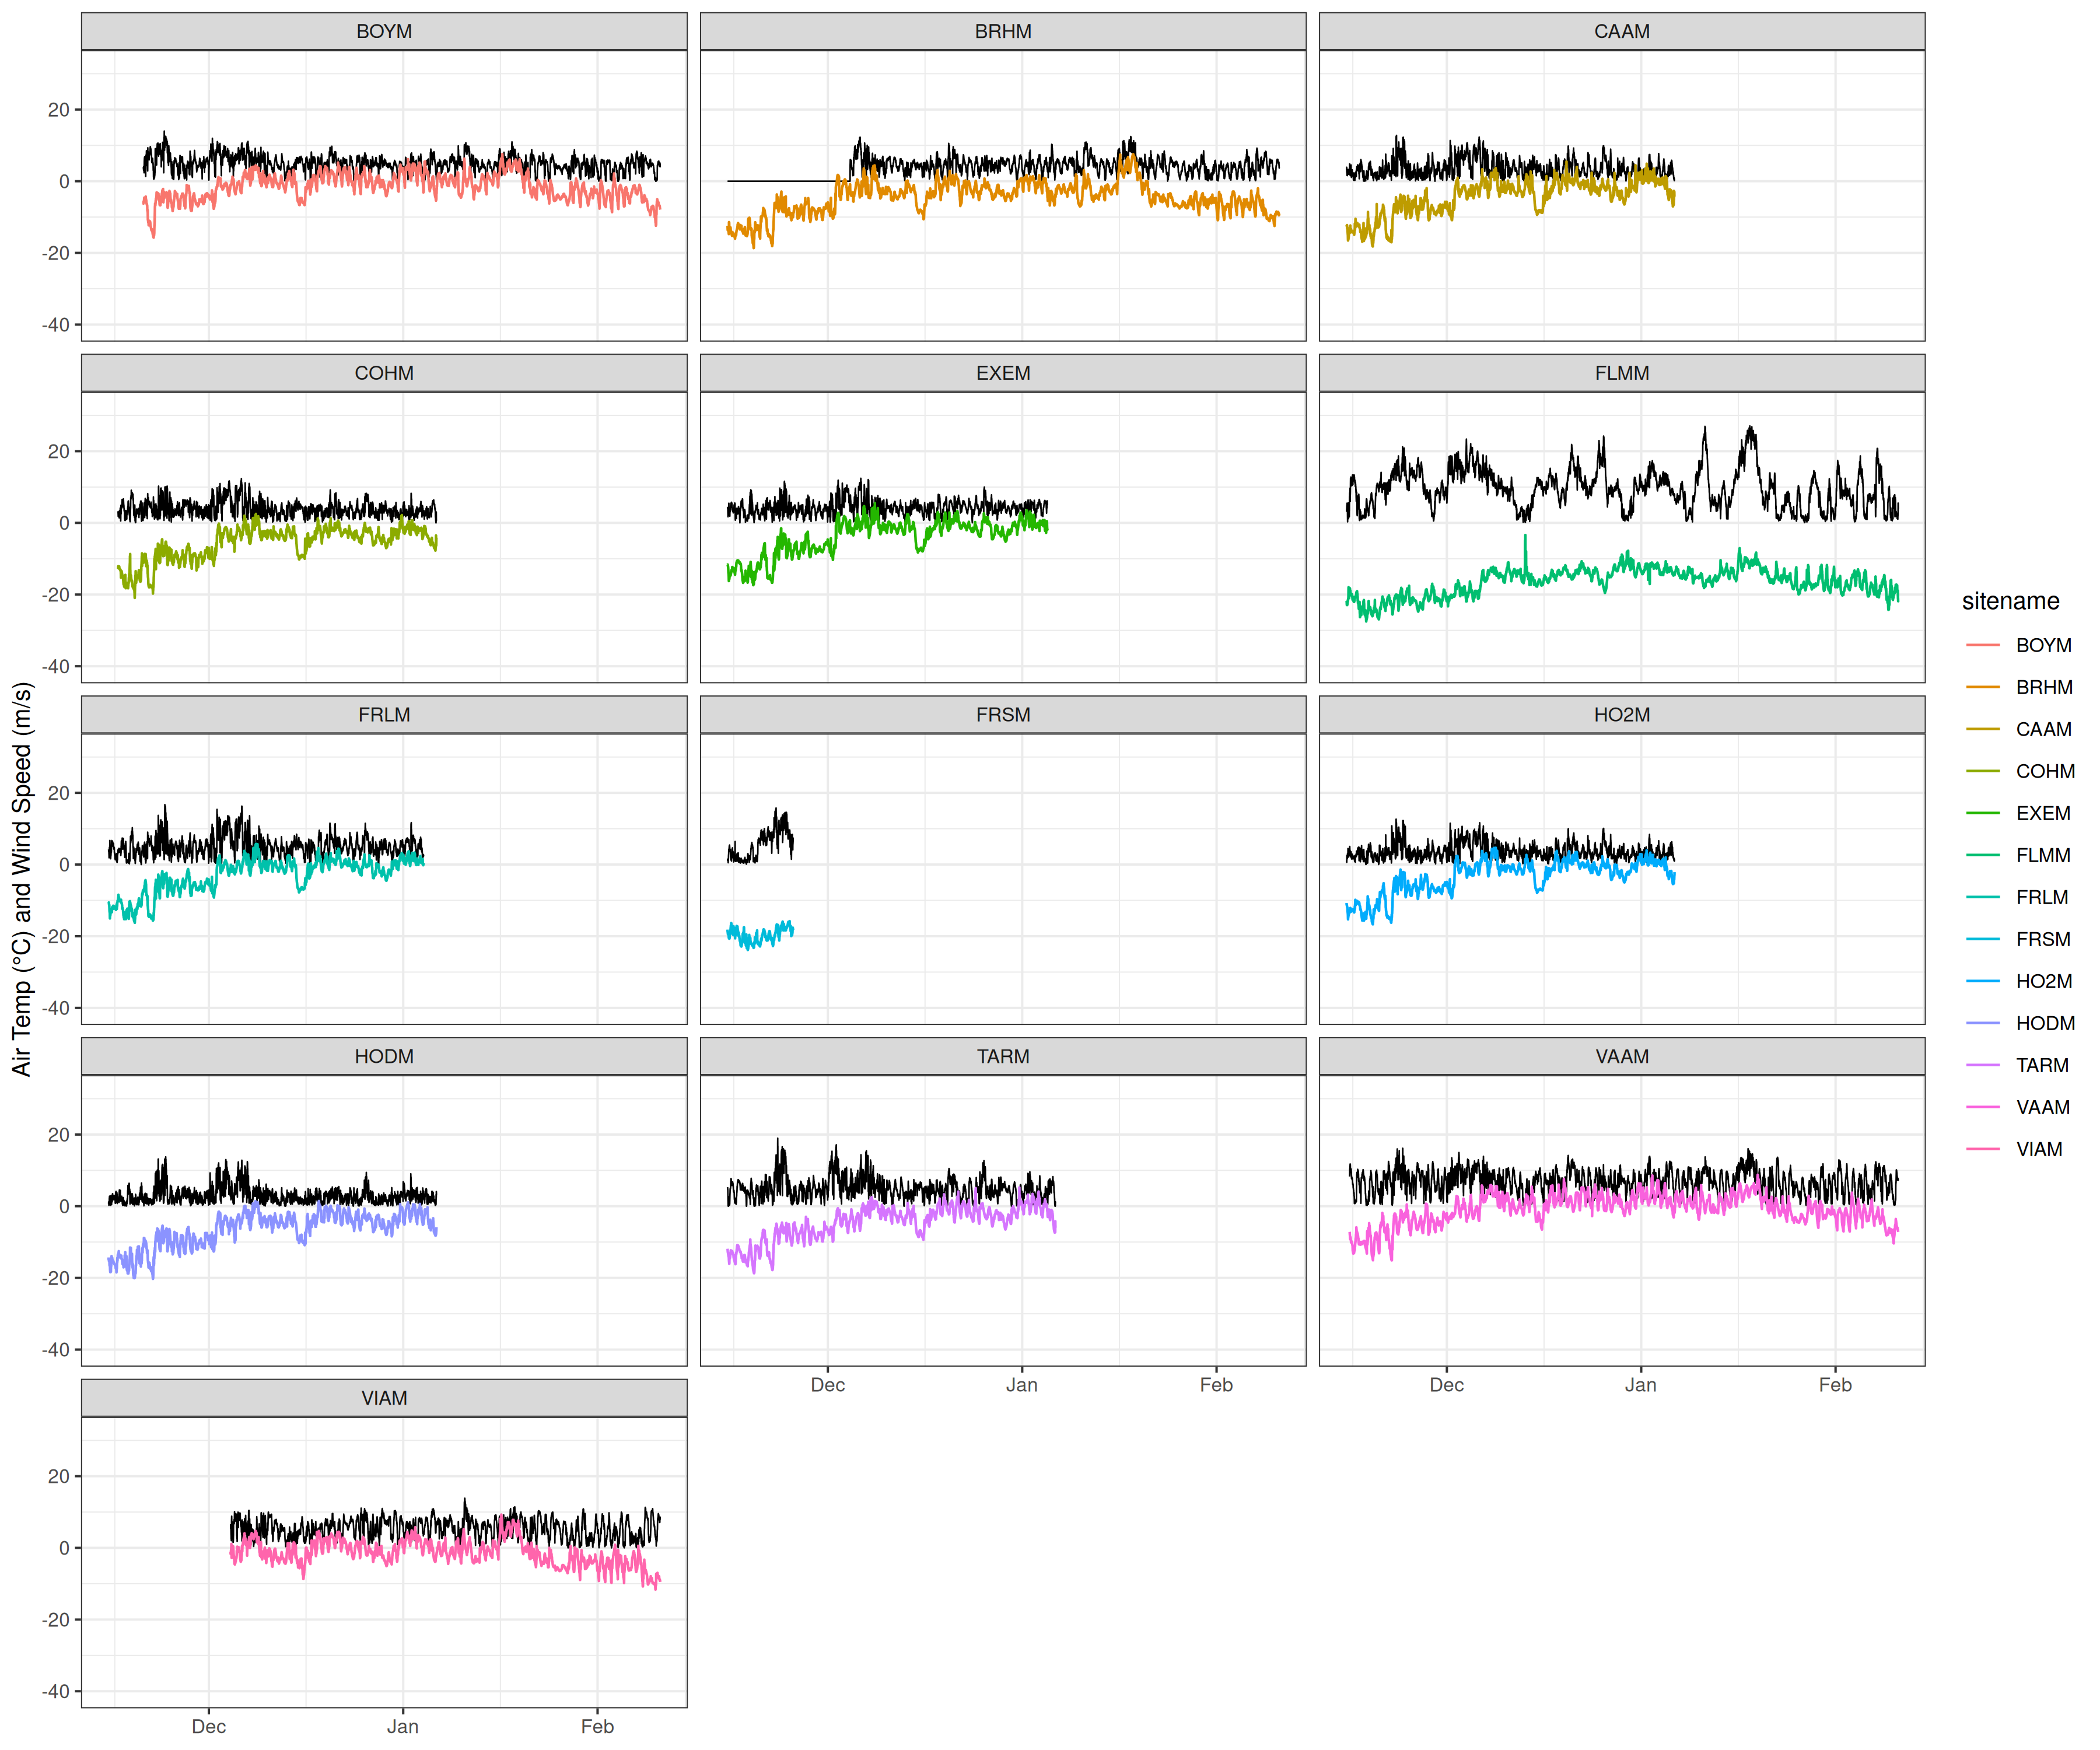 BOYM
BRHM
CAAM
20
0
-20
-40
COHM
EXEM
FLMM
20
0
-20
-40
FRLM
FRSM
HO2M
20
0
-20
-40
HODM
TARM
VAAM
20
0
-20
-40
Dec
Jan
Feb
Dec
Jan
Feb
VIAM
20
0
-20
-40
Dec
Jan
Feb
Air Temp (°C) and Wind Speed (m/s)
sitename
BOYM
BRHM
CAAM
COHM
EXEM
FLMM
FRLM
FRSM
HO2M
HODM
TARM
VAAM
VIAM